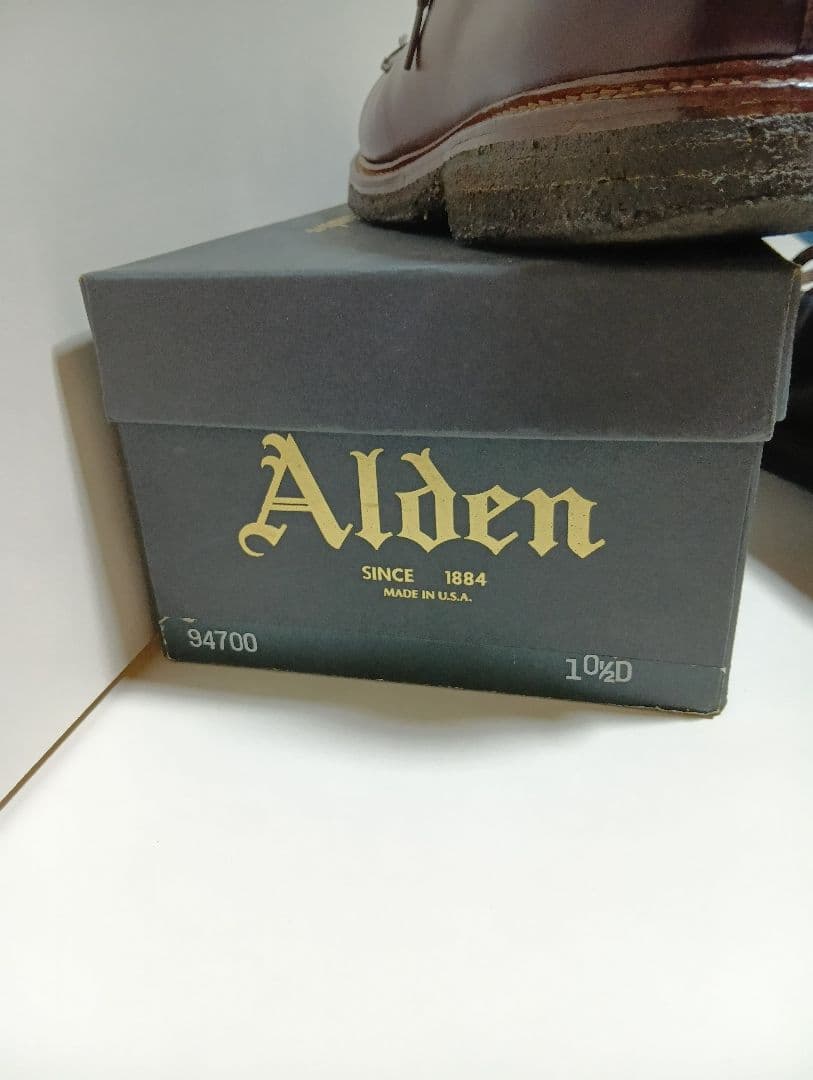 Alden
SINCE 1884
MADE IN U.S.A.
94700 10½D